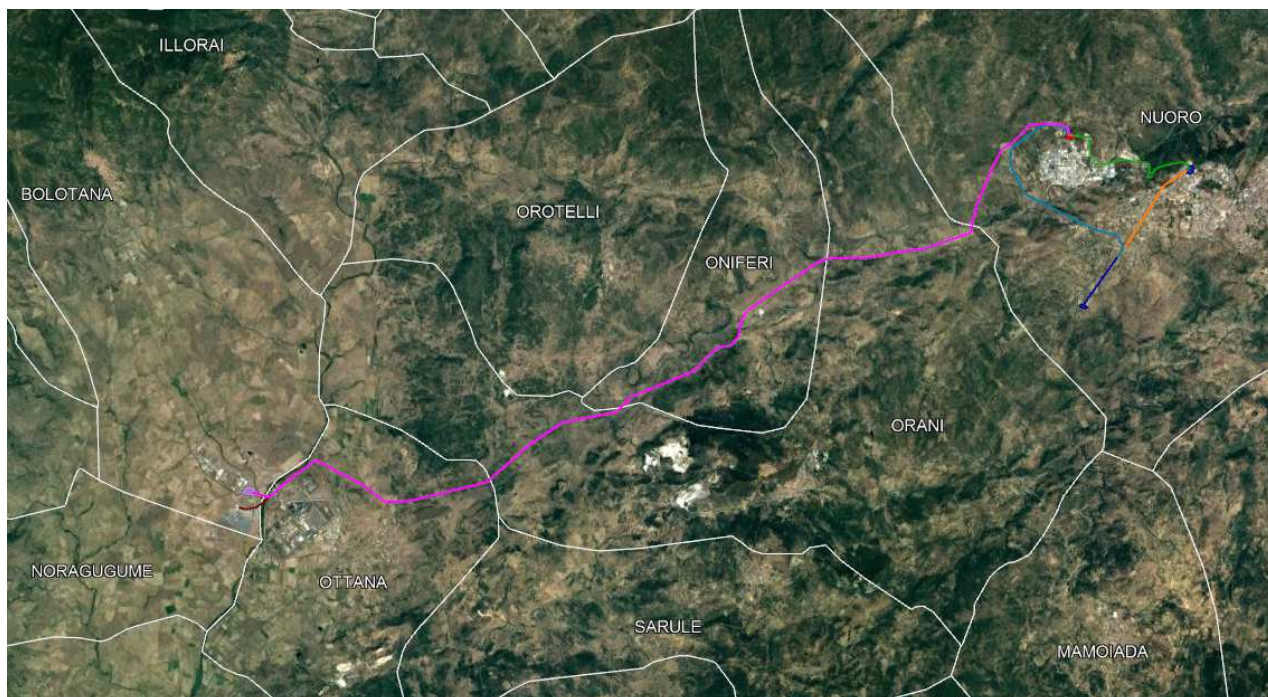 ILLORAI
NUORO
BOLOTANA
OROTELLI
ONIFERI
ORANI
NORAGUGUME
OTTANA
SARULE
MAMOIADA